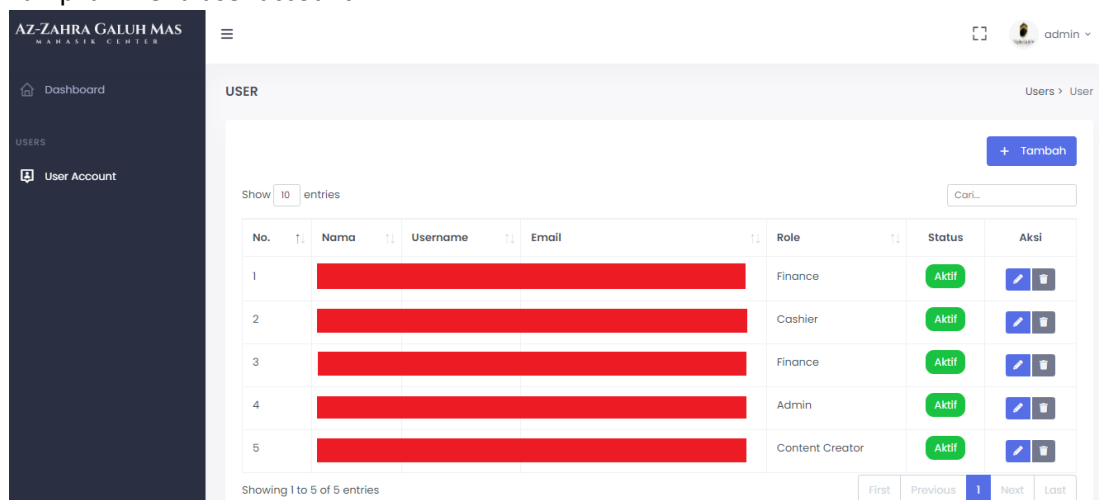 AZ-ZAHRA GALUH MAS
MANASIK CENTER
admin
Dashboard
USER
Users > User
USERS
+ Tambah
User Account
Show 10 entries
Cari...
No. Nama Username Email Role Status Aksi
1 Finance Aktif
2 Cashier Aktif
3 Finance Aktif
4 Admin Aktif
5 Content Creator Aktif
Showing 1 to 5 of 5 entries
First Previous 1 Next Last